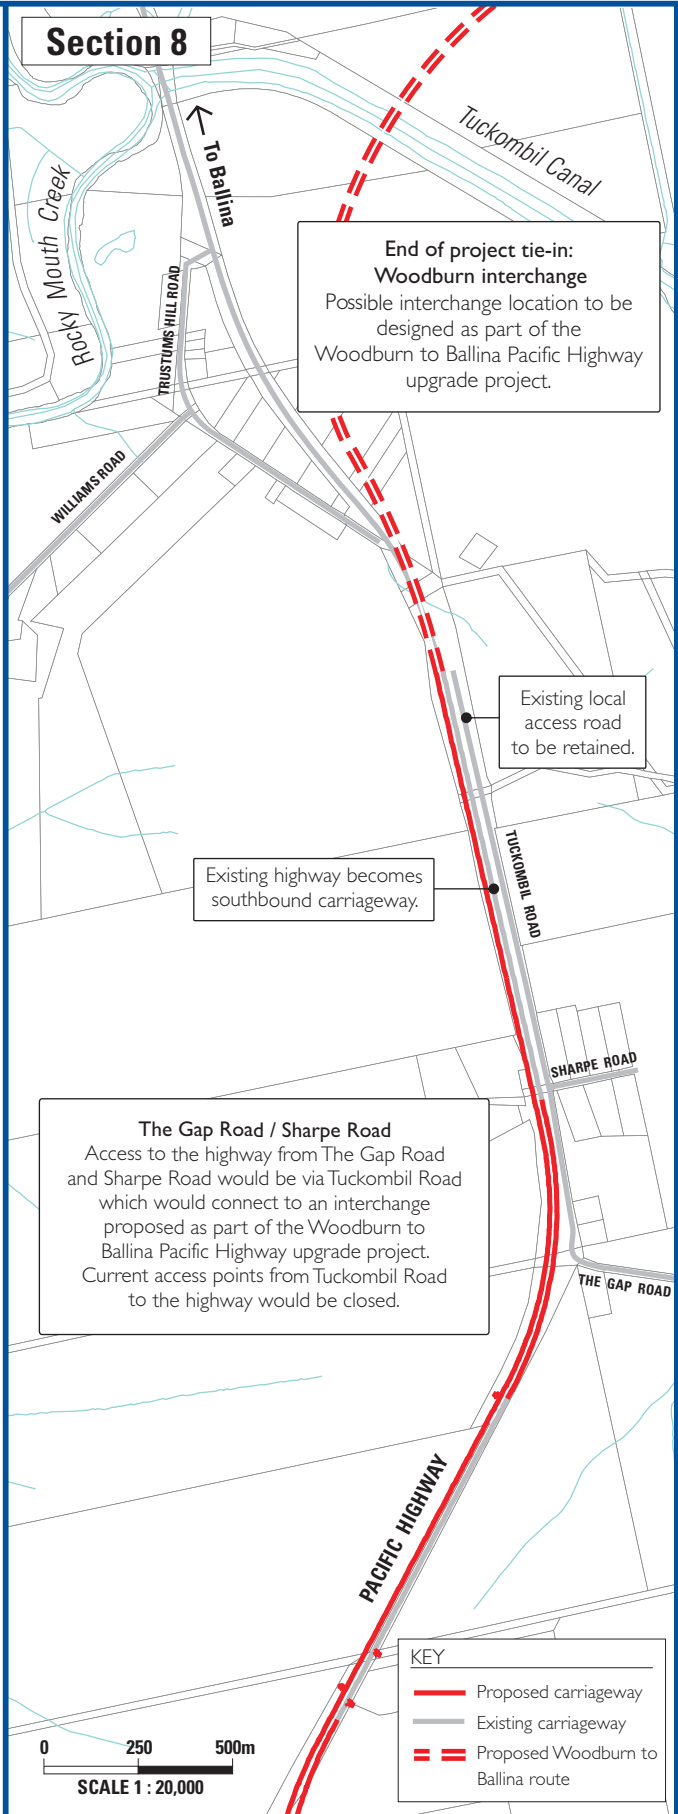 Section 8
Tuckombil Canal
To Ballina
Rocky Mouth Creek
End of project tie-in:
Woodburn interchange
Possible interchange location to be
designed as part of the
Woodburn to Ballina Pacific Highway
upgrade project.
TRUSTUMS HILL ROAD
WILLIAMS ROAD
Existing local
access road
to be retained.
Existing highway becomes
southbound carriageway.
TUCKOMBIL ROAD
SHARPE ROAD
The Gap Road / Sharpe Road
Access to the highway from The Gap Road
and Sharpe Road would be via Tuckombil Road
which would connect to an interchange
proposed as part of the Woodburn to
Ballina Pacific Highway upgrade project.
Current access points from Tuckombil Road
to the highway would be closed.
THE GAP ROAD
PACIFIC HIGHWAY
KEY
Proposed carriageway
Existing carriageway
Proposed Woodburn to
Ballina route
0 250 500m
SCALE 1 : 20,000